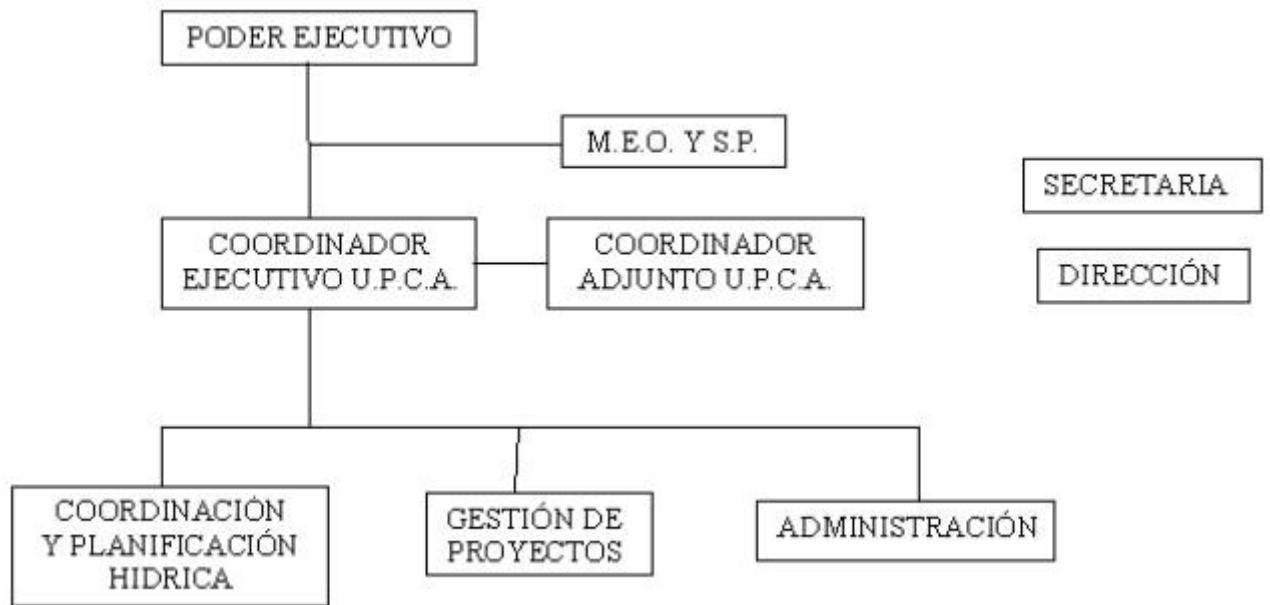 PODER EJECUTIVO
M.E.O. Y S.P.
SECRETARIA
COORDINADOR
EJECUTIVO U.P.C.A.
COORDINADOR
ADJUNTO U.P.C.A.
DIRECCIÓN
COORDINACIÓN
Y PLANIFICACIÓN
HIDRICA
GESTIÓN DE
PROYECTOS
ADMINISTRACIÓN